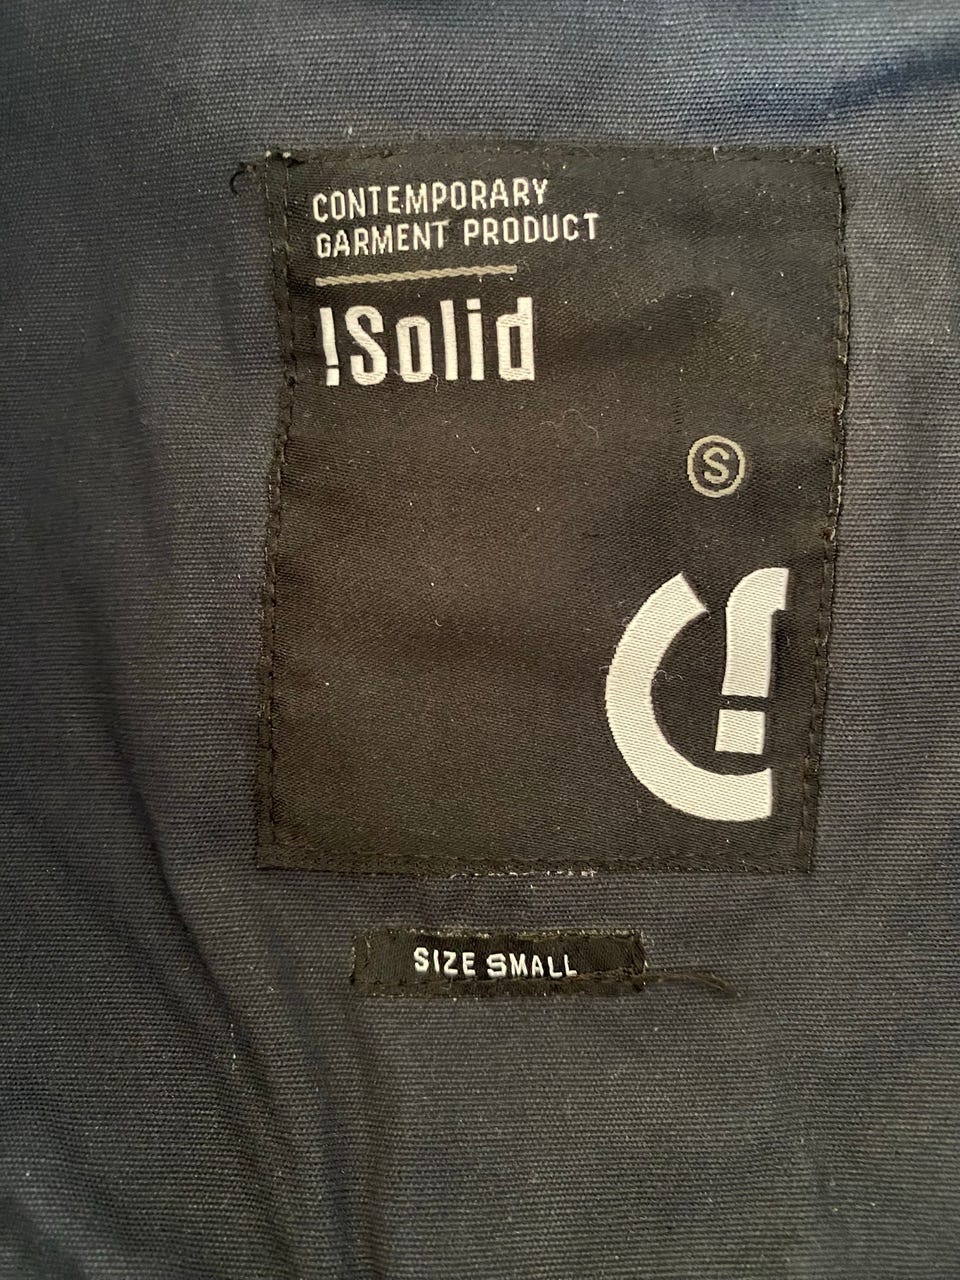 CONTEMPORARY
GARMENT PRODUCT
!Solid
S
SIZE SMALL